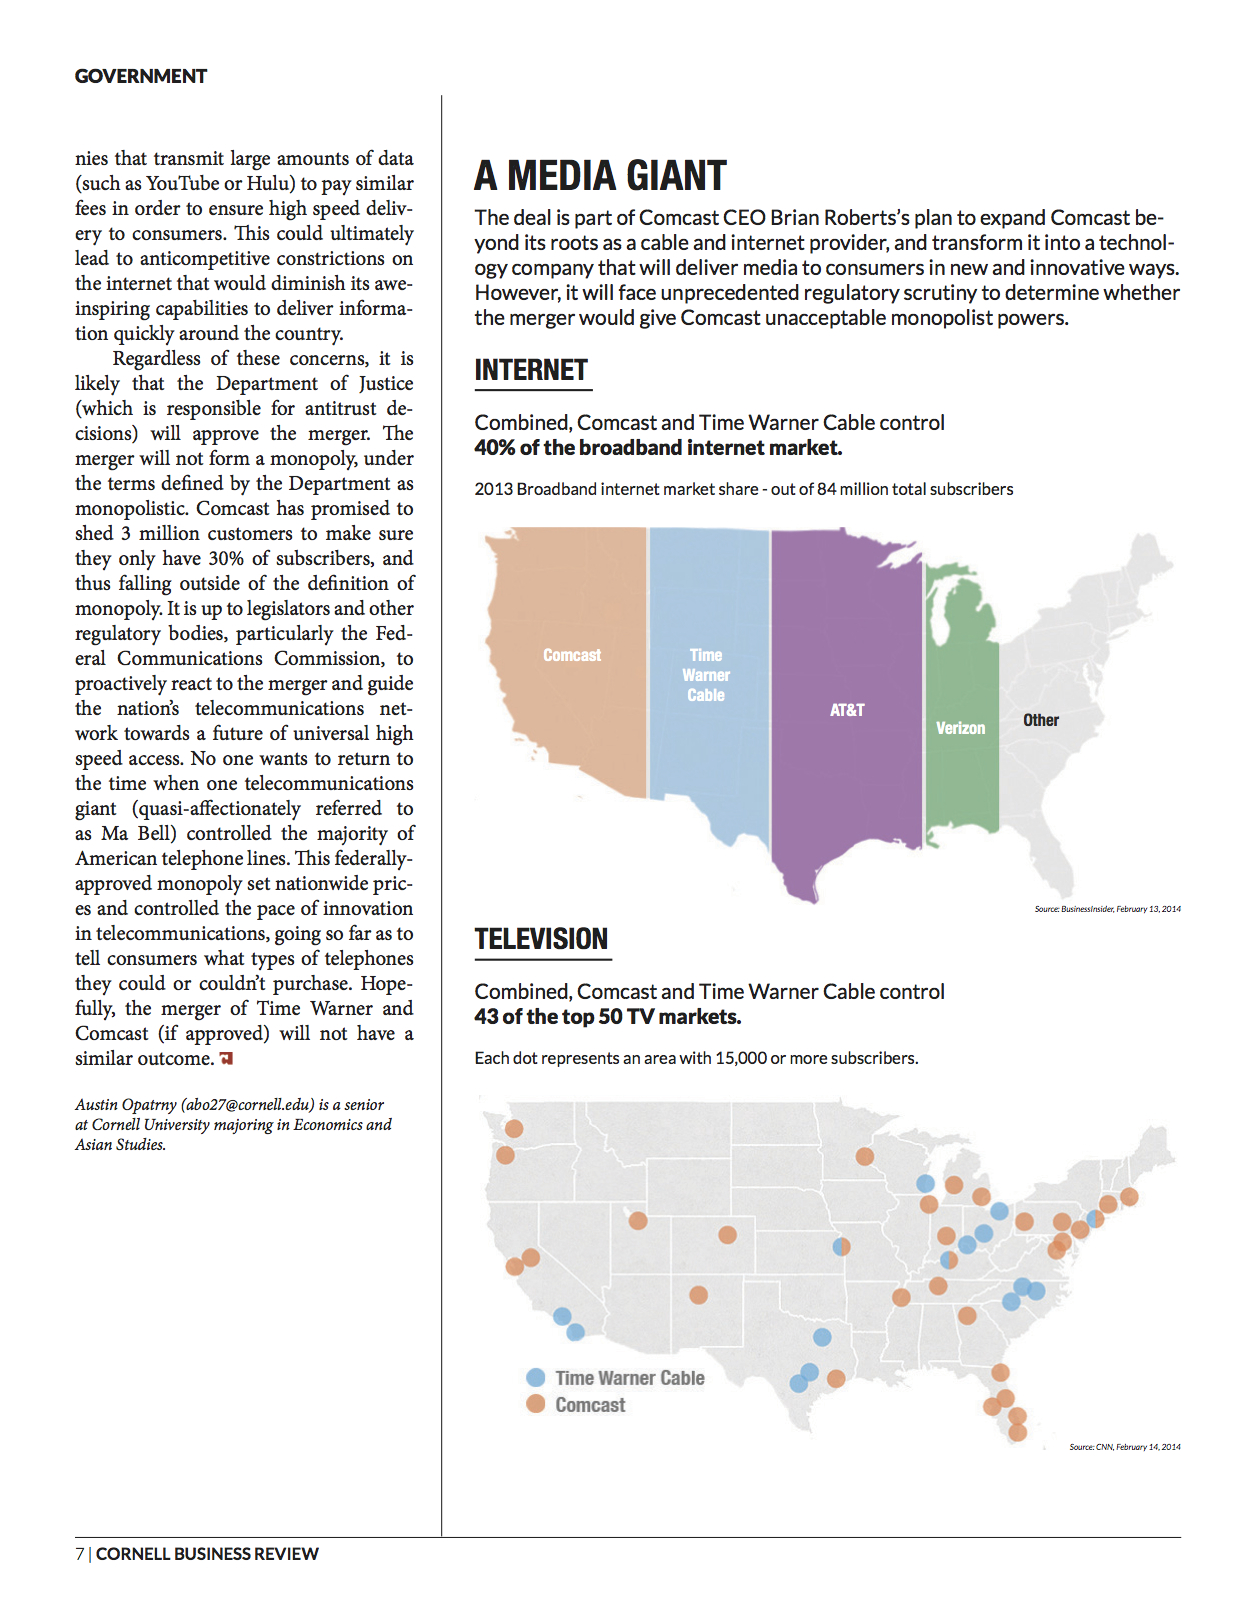 GOVERNMENT
nies that transmit large amounts of data
(such as YouTube or Hulu) to pay similar
fees in order to ensure high speed deliv-
ery to consumers. This could ultimately
lead to anticompetitive constrictions on
the internet that would diminish its awe-
inspiring capabilities to deliver informa-
tion quickly around the country.
Regardless of these concerns, it is
likely that the Department of Justice
(which is responsible for antitrust de-
cisions) will approve the merger. The
merger will not form a monopoly, under
the terms defined by the Department as
monopolistic. Comcast has promised to
shed 3 million customers to make sure
they only have 30% of subscribers, and
thus falling outside of the definition of
monopoly. It is up to legislators and other
regulatory bodies, particularly the Fed-
eral Communications Commission, to
proactively react to the merger and guide
the nation's telecommunications net-
work towards a future of universal high
speed access. No one wants to return to
the time when one telecommunications
giant (quasi-affectionately referred to
as Ma Bell) controlled the majority of
American telephone lines. This federally-
approved monopoly set nationwide pric-
es and controlled the pace of innovation
in telecommunications, going so far as to
tell consumers what types of telephones
they could or couldn't purchase. Hope-
fully, the merger of Time Warner and
Comcast (if approved) will not have a
similar outcome.
Austin Opatrny (abo27@cornell.edu) is a senior
at Cornell University majoring in Economics and
Asian Studies.
A MEDIA GIANT
The deal is part of Comcast CEO Brian Roberts's plan to expand Comcast be-
yond its roots as a cable and internet provider, and transform it into a technol-
ogy company that will deliver media to consumers in new and innovative ways.
However, it will face unprecedented regulatory scrutiny to determine whether
the merger would give Comcast unacceptable monopolist powers.
INTERNET
Combined, Comcast and Time Warner Cable control
40% of the broadband internet market.
2013 Broadband internet market share - out of 84 million total subscribers
Comcast
Time
Warner
Cable
AT&T
Verizon
Other
Source: BusinessInsider, February 13, 2014
TELEVISION
Combined, Comcast and Time Warner Cable control
43 of the top 50 TV markets.
Each dot represents an area with 15,000 or more subscribers.
Time Warner Cable
Comcast
Source: CNN, February 14, 2014
7 | CORNELL BUSINESS REVIEW